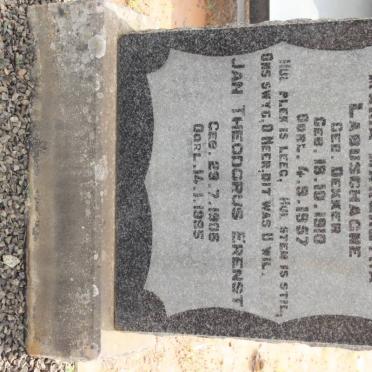 LABUSCHAGNE
GEB. DEKKER
GEB. 18.10.1910
OORL. 4.9.1957
HUL PLEK IS LEEG, HUL STEM IS STIL,
ONS SWYG, O HEER, DIT WAS U WIL.
JAN THEODORUS ERENST
GEB. 23.7.1906
OORL. 14.1.1985